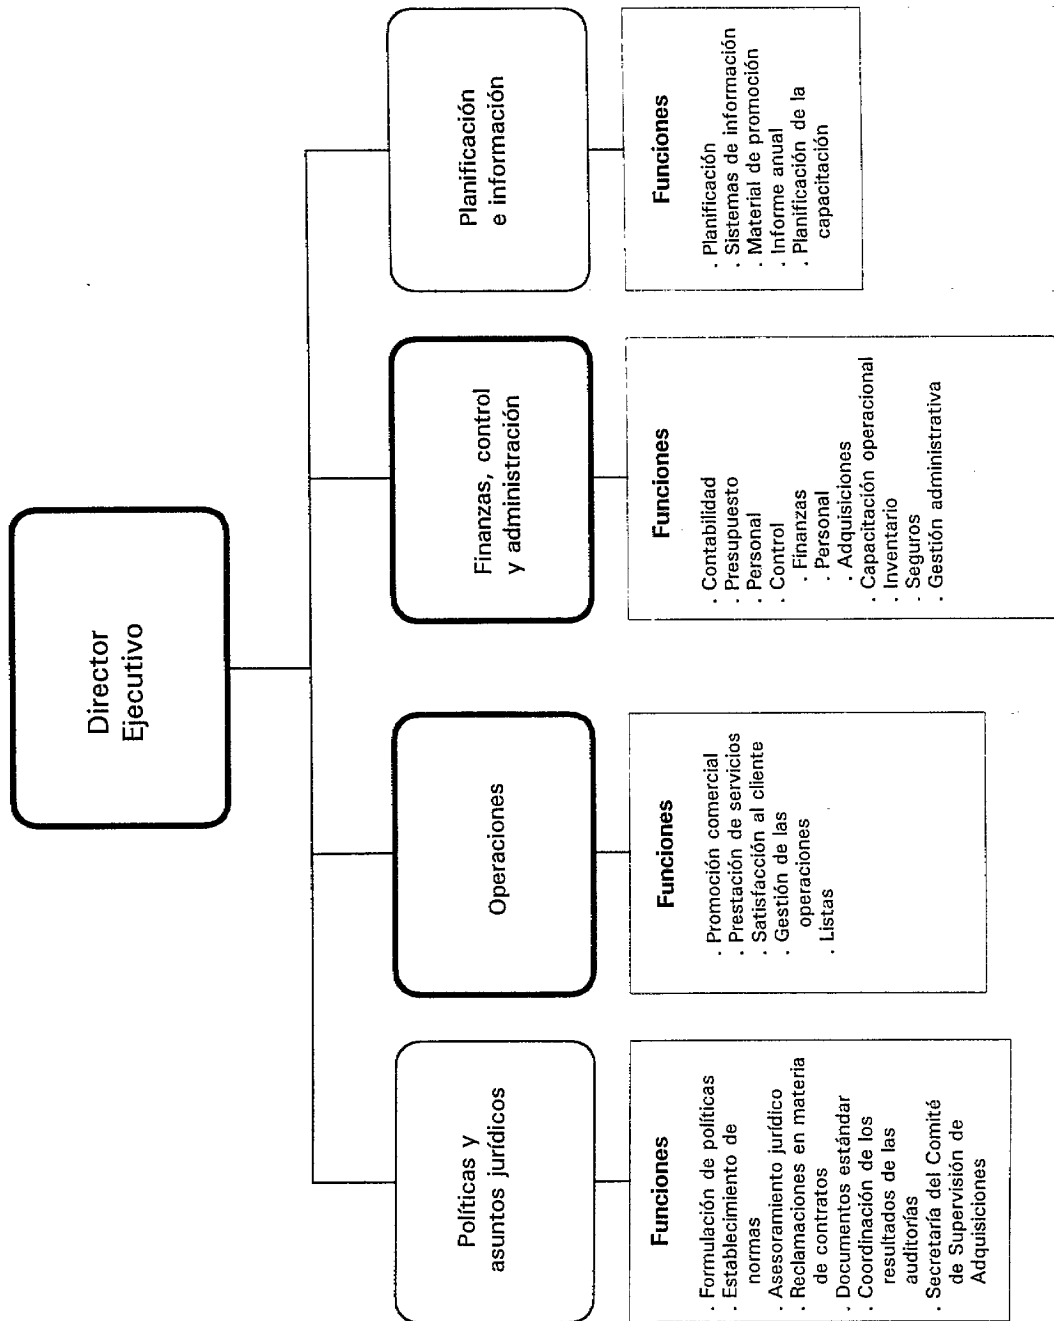 Director
Ejecutivo
Políticas y
asuntos jurídicos
Operaciones
Finanzas, control
y administración
Planificación
e información
Funciones
. Formulación de políticas
. Establecimiento de
normas
. Asesoramiento jurídico
. Reclamaciones en materia
de contratos
. Documentos estándar
. Coordinación de los
resultados de las
auditorías
. Secretaría del Comité
de Supervisión de
Adquisiciones
Funciones
. Promoción comercial
. Prestación de servicios
. Satisfacción al cliente
. Gestión de las
operaciones
. Listas
Funciones
. Contabilidad
. Presupuesto
. Personal
. Control
. Finanzas
. Personal
. Adquisiciones
. Capacitación operacional
. Inventario
. Seguros
. Gestión administrativa
Funciones
. Planificación
. Sistemas de información
. Material de promoción
. Informe anual
. Planificación de la
capacitación